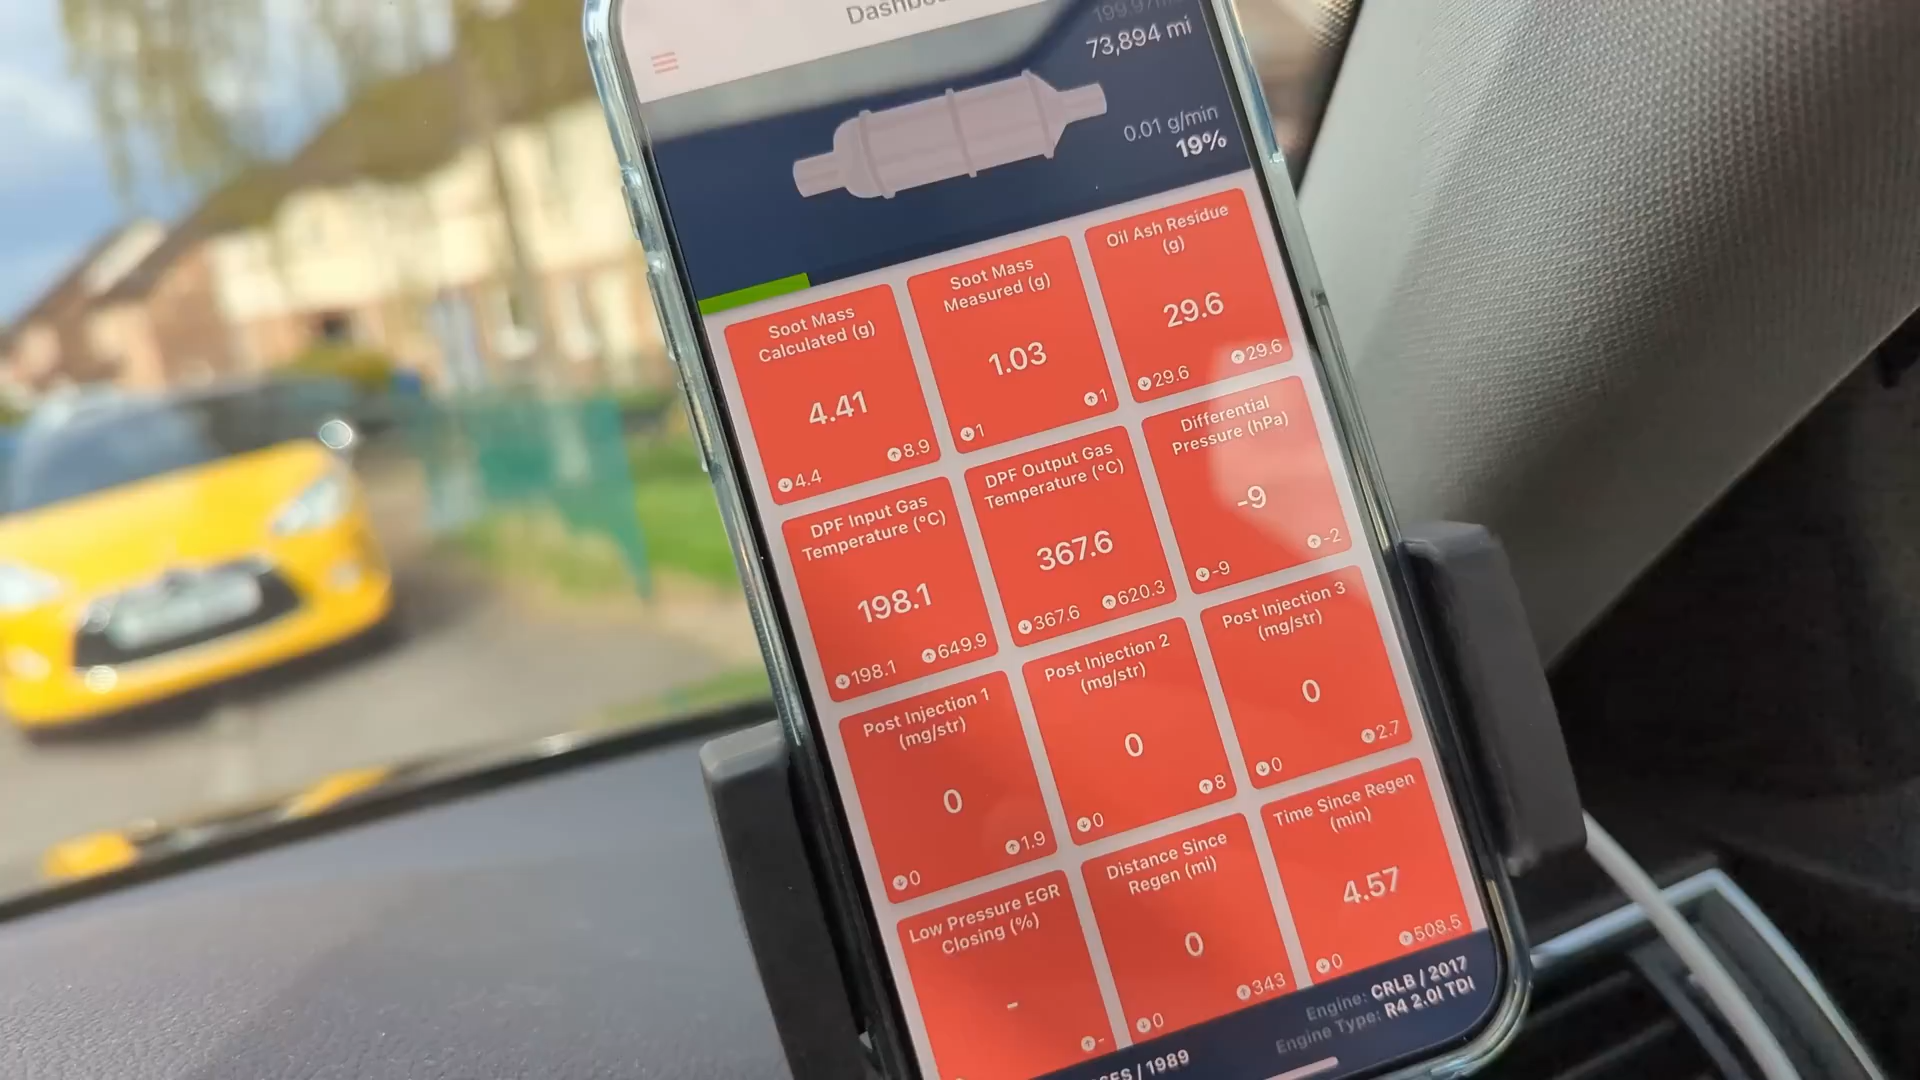 73,894 mi
0.01 g/min
19%
Soot Mass
Calculated (g)
4.41
4.4
8.9
Soot Mass
Measured (g)
1.03
1
1
Oil Ash Residue
(g)
29.6
29.6
29.6
DPF Input Gas
Temperature (°C)
198.1
198.1
649.9
DPF Output Gas
Temperature (°C)
367.6
367.6
620.3
Differential
Pressure (hPa)
-9
-9
-2
Post Injection 1
(mg/str)
0
0
1.9
Post Injection 2
(mg/str)
0
0
8
Post Injection 3
(mg/str)
0
0
2.7
Low Pressure EGR
Closing (%)
-
-
Distance Since
Regen (mi)
0
0
343
Time Since Regen
(min)
4.57
0
508.5
Engine: CRLB / 2017
Engine Type: R4 2.0l TDI
/ 1989